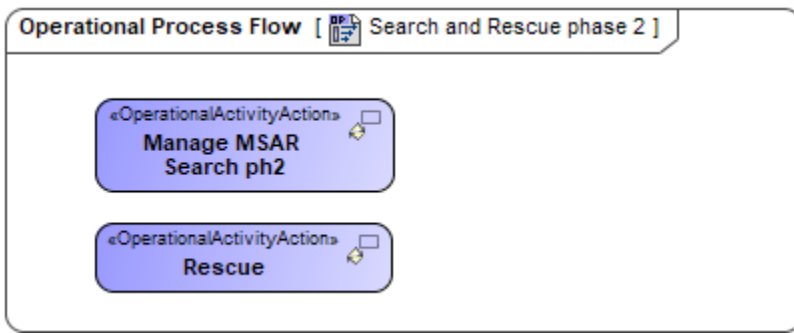 Operational Process Flow [ Search and Rescue phase 2 ]
«OperationalActivityAction»
Manage MSAR
Search ph2
«OperationalActivityAction»
Rescue